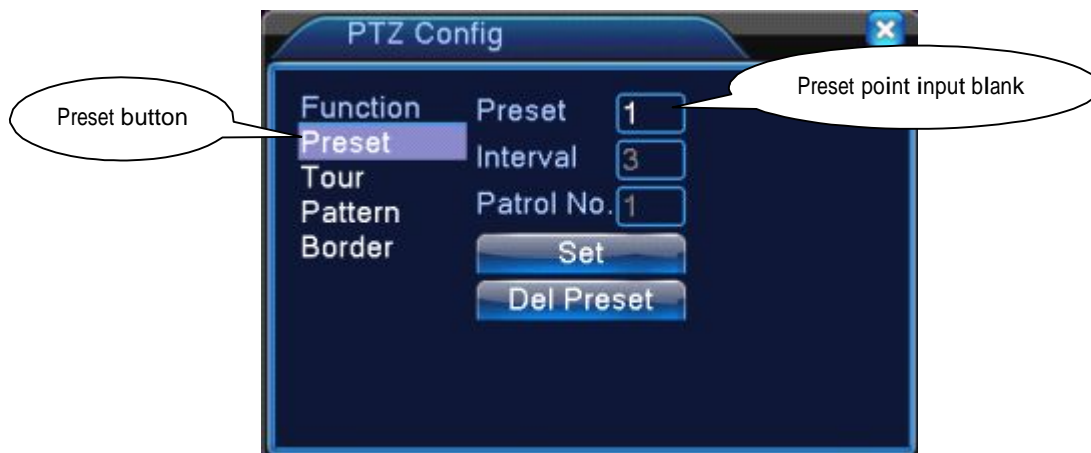 PTZ Config
Preset button
Preset point input blank
Function
Preset
Tour
Pattern
Border
Preset 1
Interval 3
Patrol No. 1
Set
Del Preset